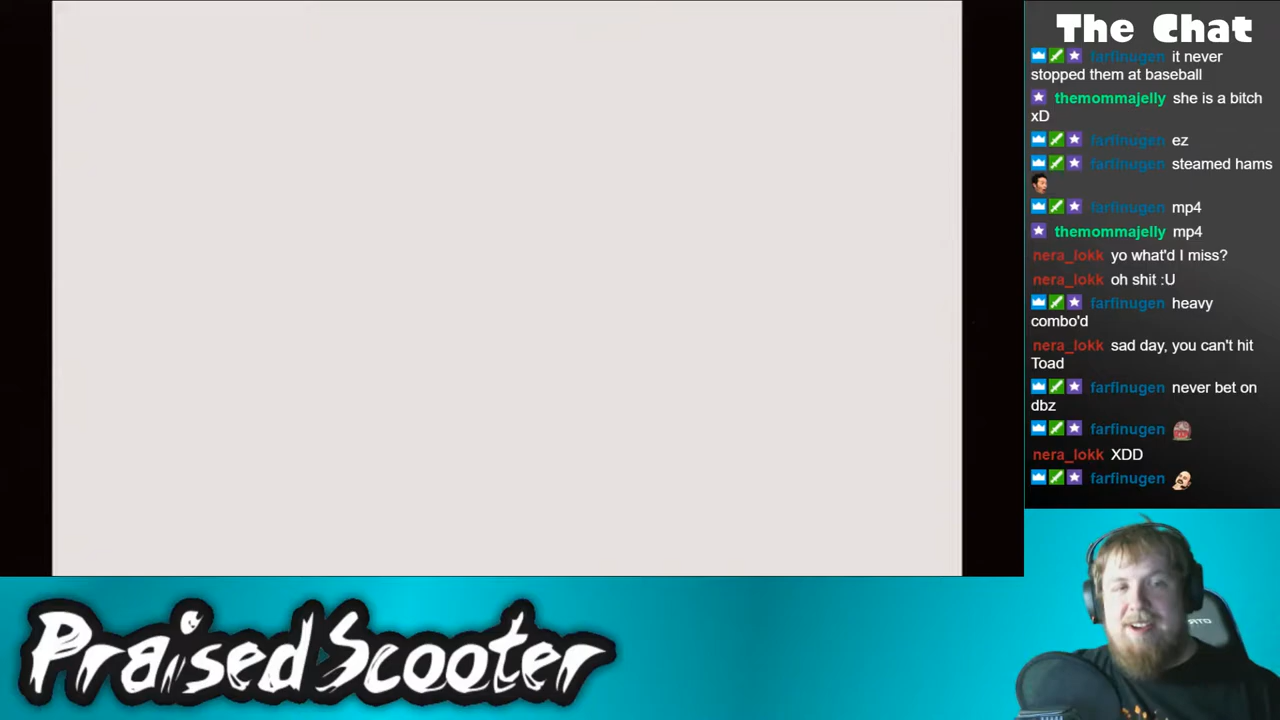 The Chat
farfinugen it never
stopped them at baseball
themommajelly she is a bitch
xD
farfinugen ez
farfinugen steamed hams
farfinugen mp4
themommajelly mp4
nera_lokk yo what'd I miss?
nera_lokk oh shit :U
farfinugen heavy
combo'd
nera_lokk sad day, you can't hit
Toad
farfinugen never bet on
dbz
farfinugen
nera_lokk XDD
farfinugen
Praised Scooter